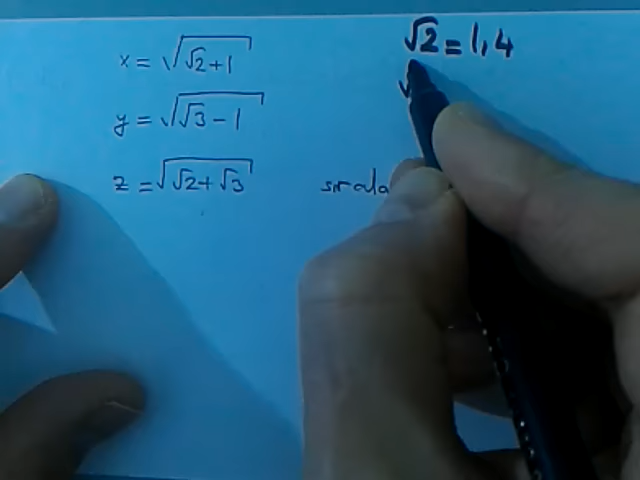 x = √(√2+1)
y = √(√3 - 1)
z = √(√2+√3)
sırala
√2 = 1,4
√